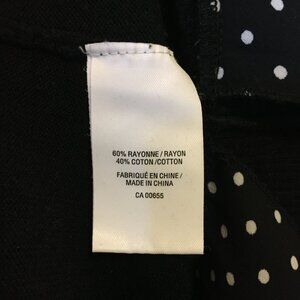 60% RAYONNE / RAYON
40% COTON / COTTON
FABRIQUÉ EN CHINE /
MADE IN CHINA
CA 00655